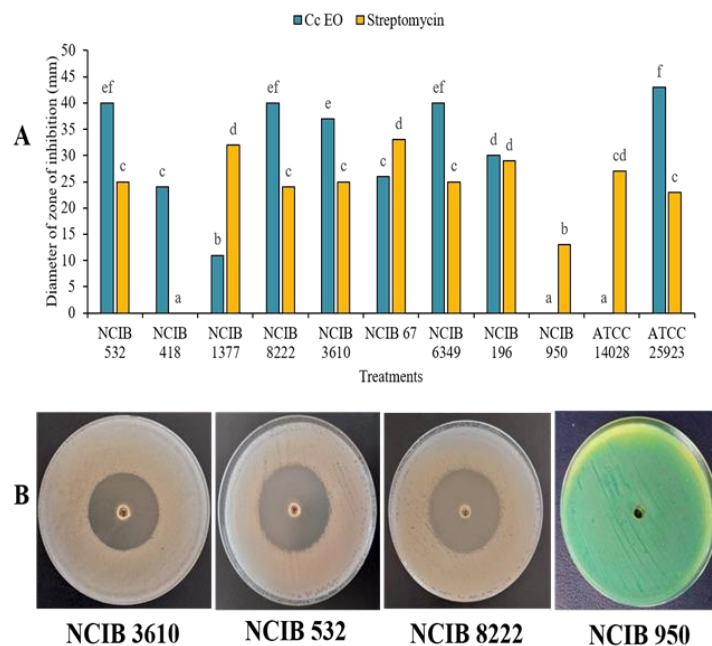 Cc EO Streptomycin
A
Diameter of zone of inhibition (mm)
50
45
40
35
30
25
20
15
10
5
0
ef c c a b d ef c e c c d ef c d d a b a cd f c
NCIB NCIB NCIB NCIB NCIB NCIB 67 NCIB NCIB NCIB ATCC ATCC
532 418 1377 8222 3610 6349 196 950 14028 25923
Treatments
B
NCIB 3610 NCIB 532 NCIB 8222 NCIB 950